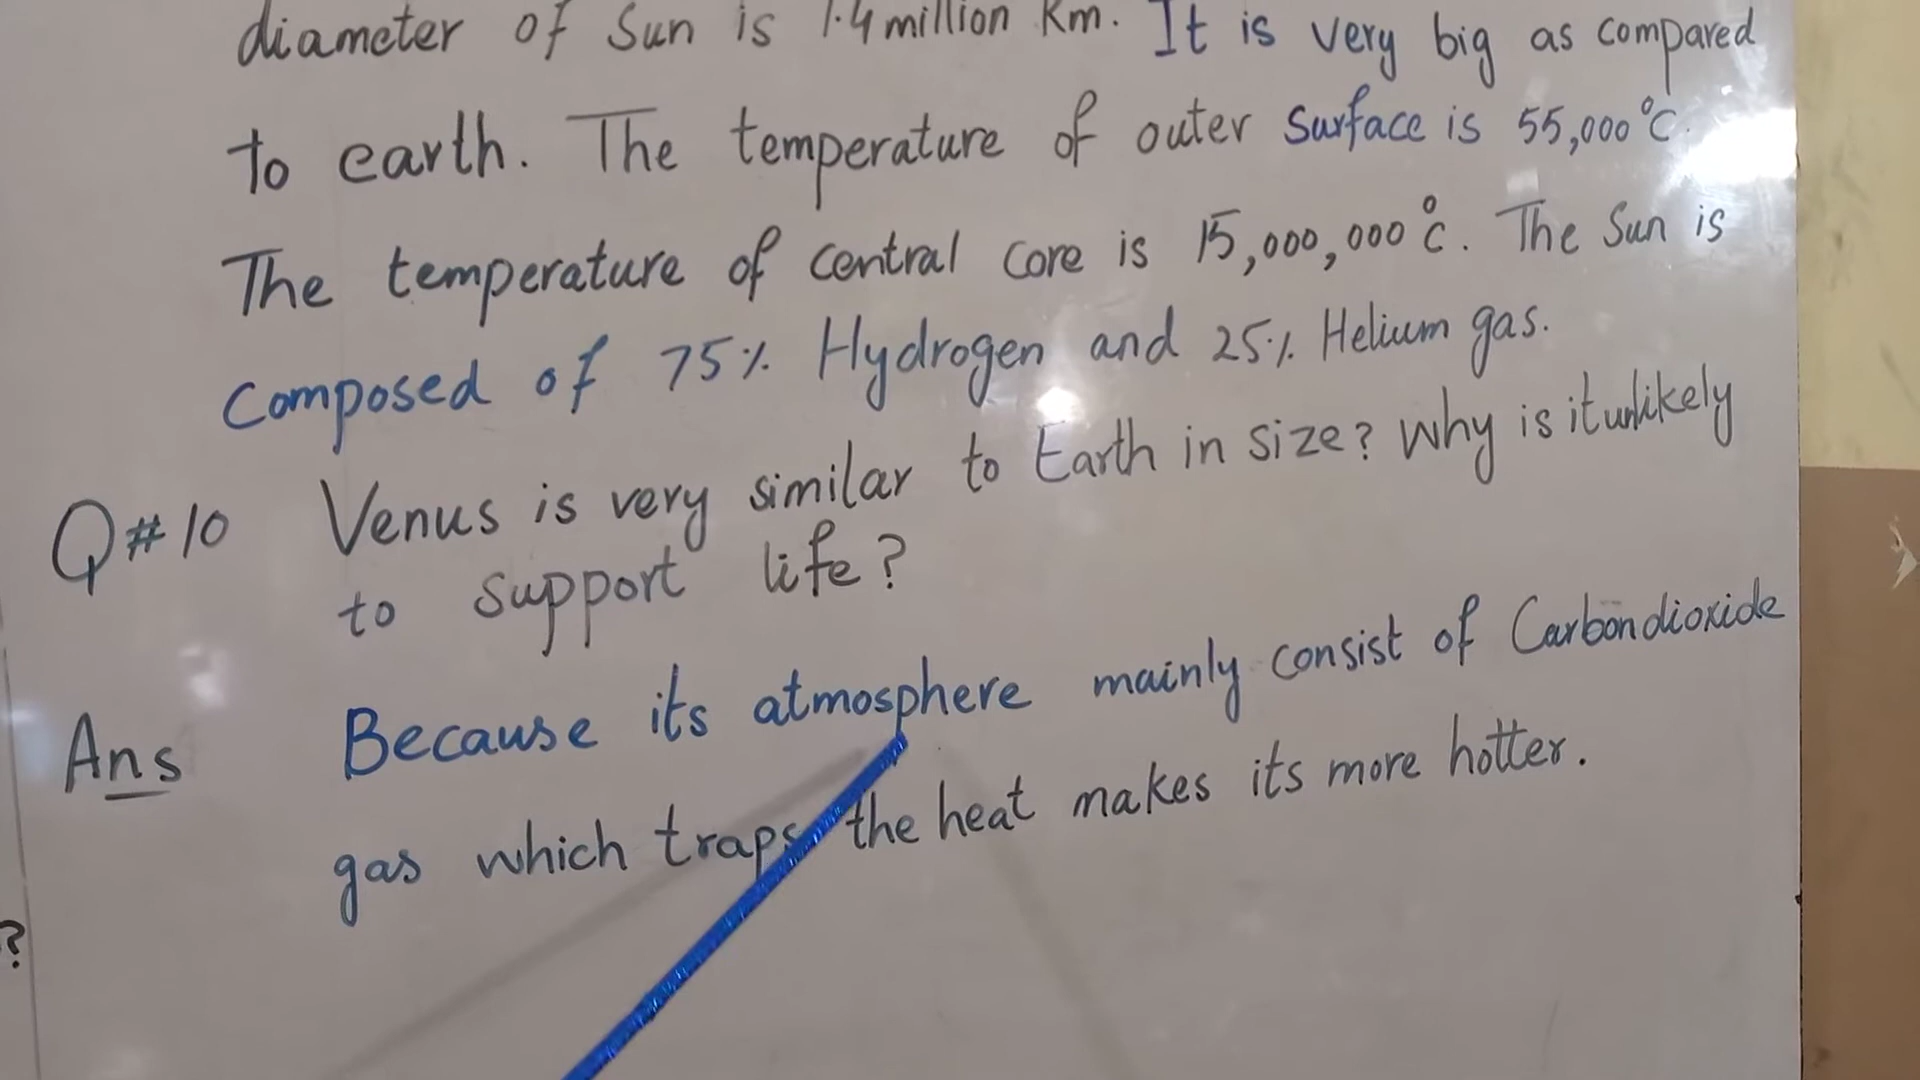 diameter of Sun is 1.4 million Km. It is very big as compared
to earth. The temperature of outer surface is 55,000°C.
The temperature of central core is 15,000,000°C. The Sun is
composed of 75% Hydrogen and 25% Helium gas.
Q#10 Venus is very similar to Earth in size? Why is it unlikely
to support life?
Ans Because its atmosphere mainly consist of Carbondioxide
gas which traps the heat makes its more hotter.
?